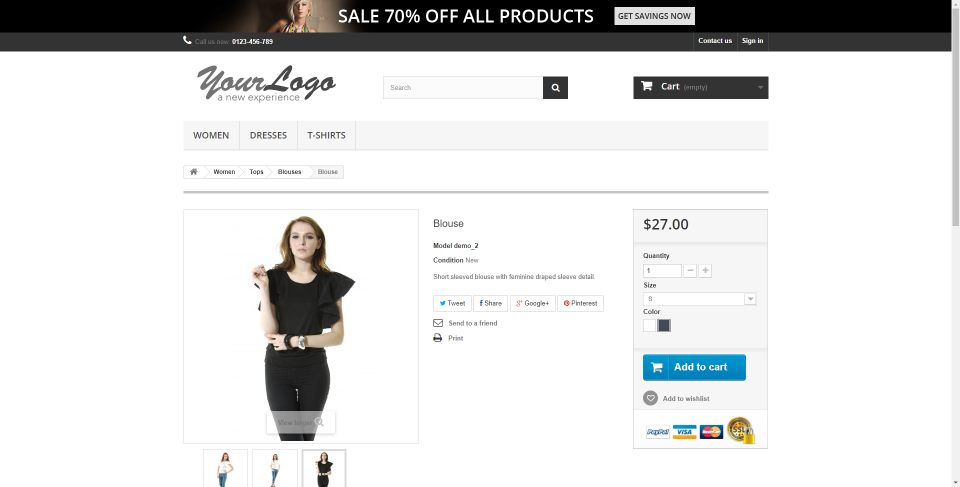 SALE 70% OFF ALL PRODUCTS GET SAVINGS NOW
Call us now: 0123-456-789
Contact us Sign in
YourLogo
a new experience
Search
Cart (empty)
WOMEN DRESSES T-SHIRTS
Women Tops Blouses Blouse
Blouse
Model demo_2
Condition New
Short sleeved blouse with feminine draped sleeve detail.
Tweet Share Google+ Pinterest
Send to a friend
Print
View larger
$27.00
Quantity
1
Size
S
Color
Add to cart
Add to wishlist
PayPal VISA MasterCard